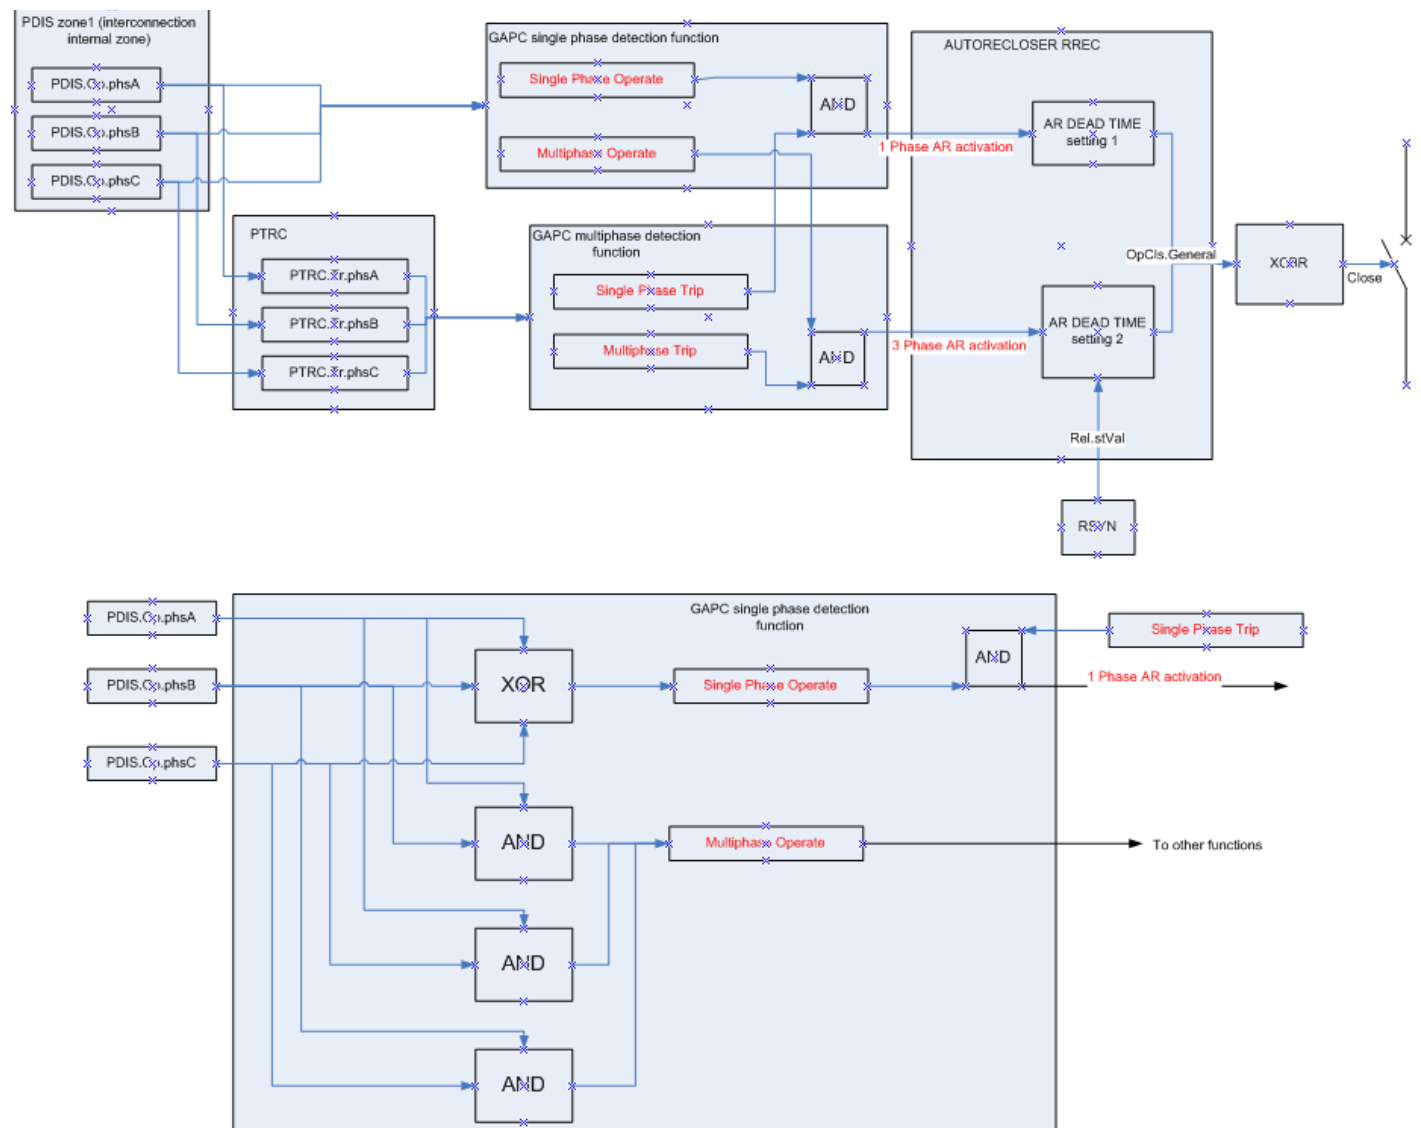 PDIS zone1 (interconnection
internal zone)
PDIS.Op.phsA
PDIS.Op.phsB
PDIS.Op.phsC
PTRC
PTRC.Tr.phsA
PTRC.Tr.phsB
PTRC.Tr.phsC
GAPC single phase detection function
Single Phase Operate
Multiphase Operate
AND
GAPC multiphase detection
function
Single Phase Trip
Multiphase Trip
AND
1 Phase AR activation
3 Phase AR activation
AUTORECLOSER RREC
AR DEAD TIME
setting 1
AR DEAD TIME
setting 2
OpCls.General
Rel.stVal
RSYN
XOR
Close
PDIS.Op.phsA
PDIS.Op.phsB
PDIS.Op.phsC
GAPC single phase detection
function
XOR
AND
AND
AND
Single Phase Operate
Multiphase Operate
AND
Single Phase Trip
1 Phase AR activation
To other functions